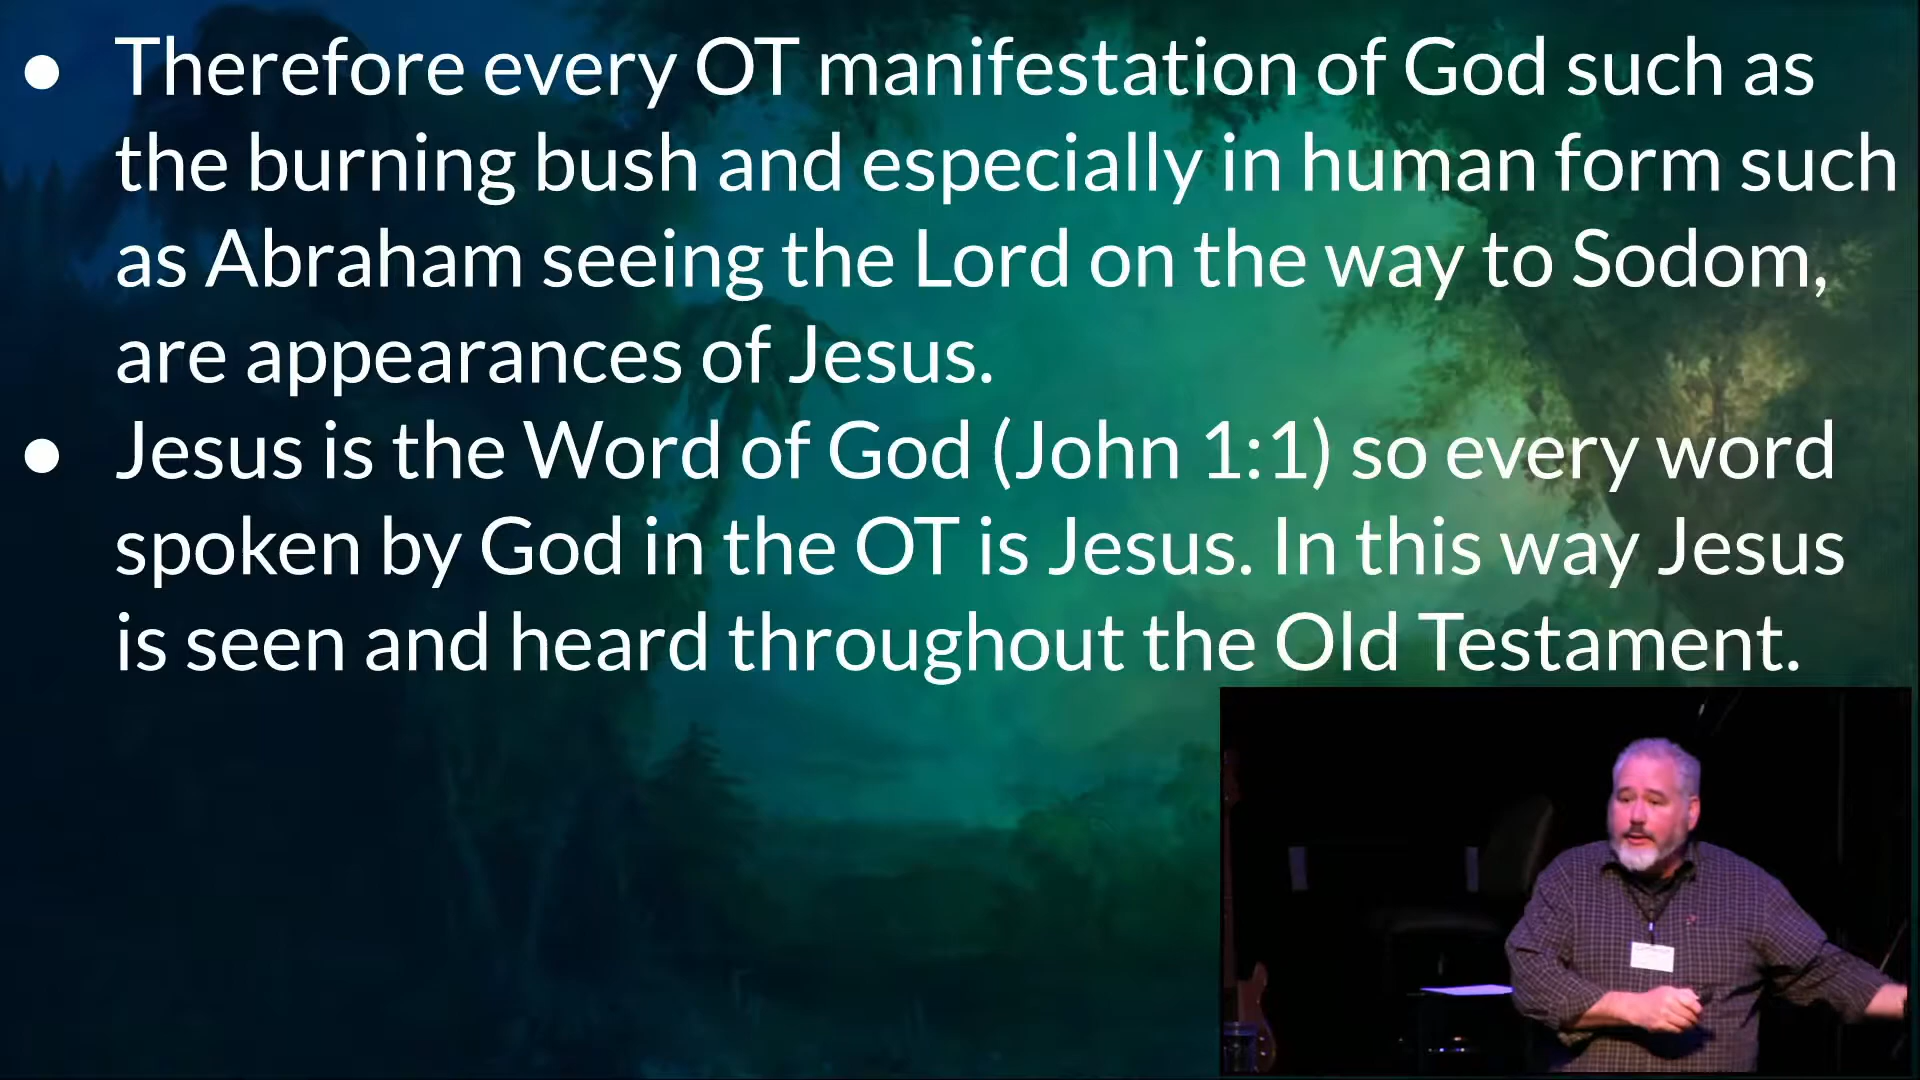 ● Therefore every OT manifestation of God such as
the burning bush and especially in human form such
as Abraham seeing the Lord on the way to Sodom,
are appearances of Jesus.
● Jesus is the Word of God (John 1:1) so every word
spoken by God in the OT is Jesus. In this way Jesus
is seen and heard throughout the Old Testament.